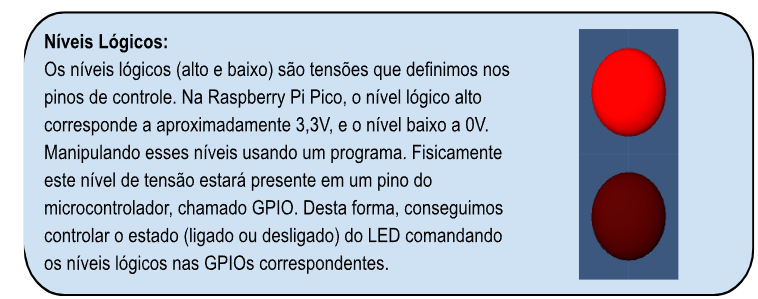 Níveis Lógicos:
Os níveis lógicos (alto e baixo) são tensões que definimos nos
pinos de controle. Na Raspberry Pi Pico, o nível lógico alto
corresponde a aproximadamente 3,3V, e o nível baixo a 0V.
Manipulando esses níveis usando um programa. Fisicamente
este nível de tensão estará presente em um pino do
microcontrolador, chamado GPIO. Desta forma, conseguimos
controlar o estado (ligado ou desligado) do LED comandando
os níveis lógicos nas GPIOs correspondentes.